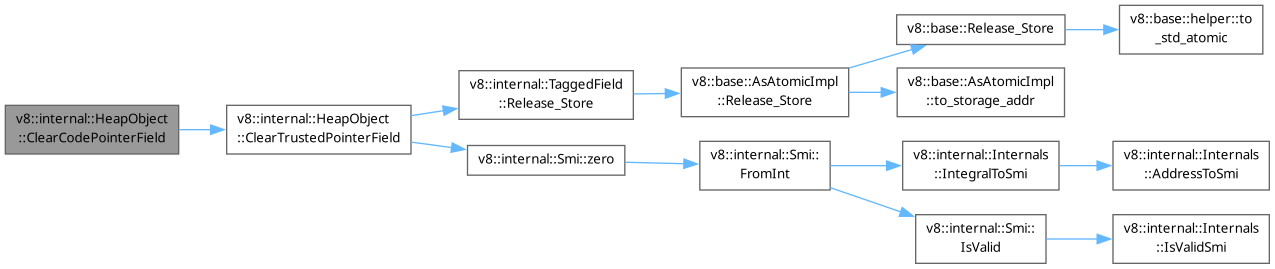 v8::internal::HeapObject
::ClearCodePointerField
v8::internal::HeapObject
::ClearTrustedPointerField
v8::internal::TaggedField
::Release_Store
v8::base::AsAtomicImpl
::Release_Store
v8::base::Release_Store
v8::base::helper::to
_std_atomic
v8::base::AsAtomicImpl
::to_storage_addr
v8::internal::Smi::zero
v8::internal::Smi::
FromInt
v8::internal::Internals
::IntegralToSmi
v8::internal::Internals
::AddressToSmi
v8::internal::Smi::
IsValid
v8::internal::Internals
::IsValidSmi